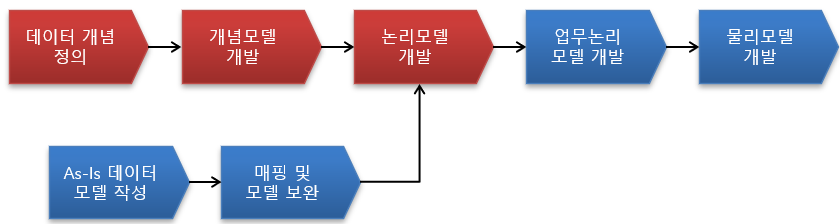 데이터 개념
정의
개념모델
개발
논리모델
개발
업무논리
모델 개발
물리모델
개발
As-Is 데이터
모델 작성
매핑 및
모델 보완